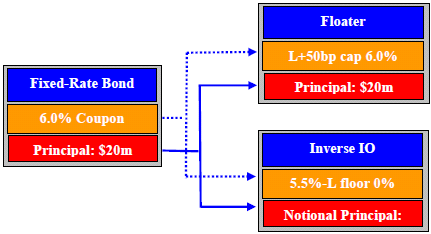 Fixed-Rate Bond
6.0% Coupon
Principal: $20m
Floater
L+50bp cap 6.0%
Principal: $20m
Inverse IO
5.5%-L floor 0%
Notional Principal: